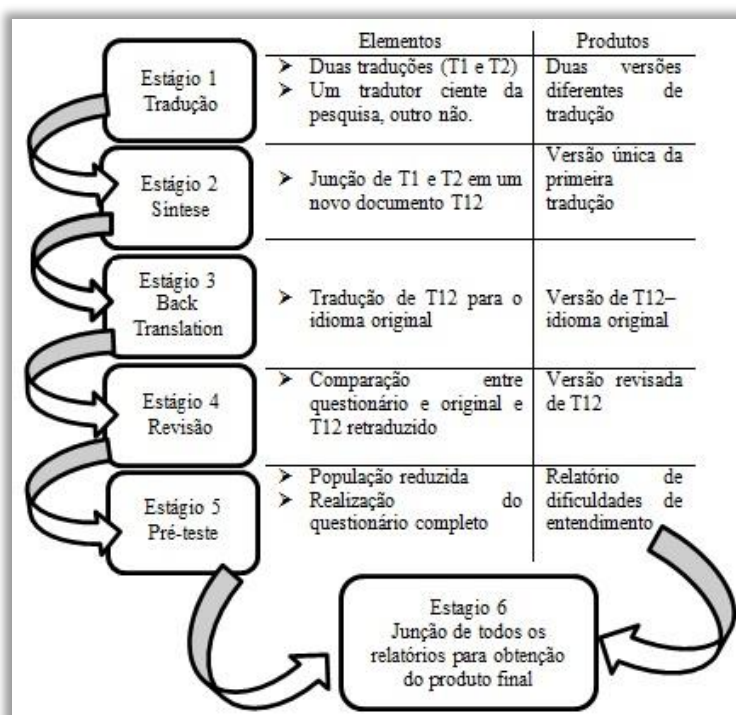 Elementos
Produtos
Estágio 1
Tradução
➤ Duas traduções (T1 e T2)
➤ Um tradutor ciente da
pesquisa, outro não.
Duas versões
diferentes de
tradução
Estágio 2
Síntese
➤ Junção de T1 e T2 em um
novo documento T12
Versão única da
primeira
tradução
Estágio 3
Back
Translation
➤ Tradução de T12 para o
idioma original
Versão de T12–
idioma original
Estágio 4
Revisão
➤ Comparação entre
questionário e original e
T12 retraduzido
Versão revisada
de T12
Estágio 5
Pré-teste
➤ População reduzida
➤ Realização do
questionário completo
Relatório de
dificuldades de
entendimento
Estagio 6
Junção de todos os
relatórios para obtenção
do produto final